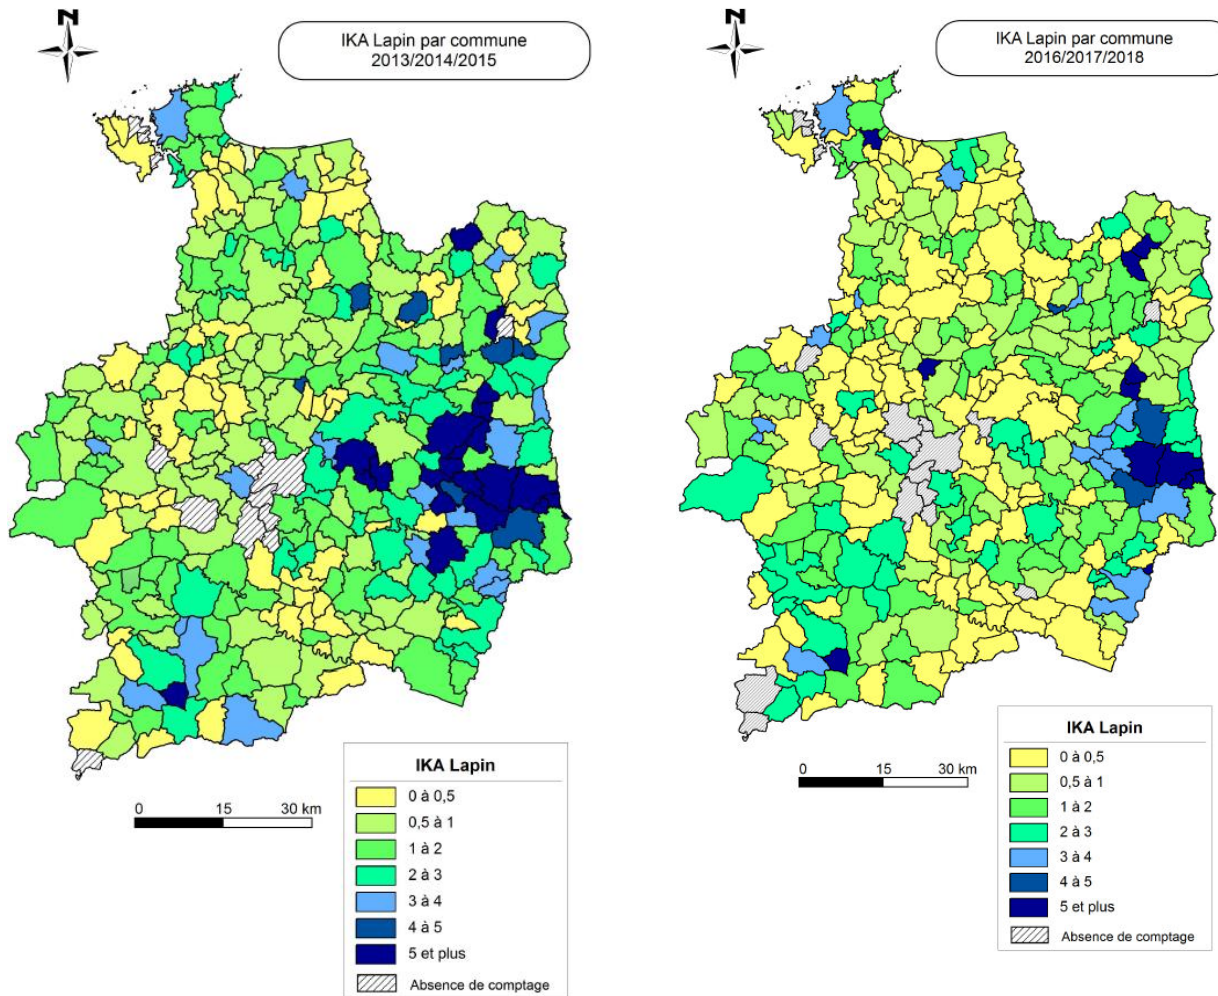 N
IKA Lapin par commune
2013/2014/2015
IKA Lapin
0 à 0,5
0,5 à 1
1 à 2
2 à 3
3 à 4
4 à 5
5 et plus
Absence de comptage
0 15 30 km
N
IKA Lapin par commune
2016/2017/2018
IKA Lapin
0 à 0,5
0,5 à 1
1 à 2
2 à 3
3 à 4
4 à 5
5 et plus
Absence de comptage
0 15 30 km